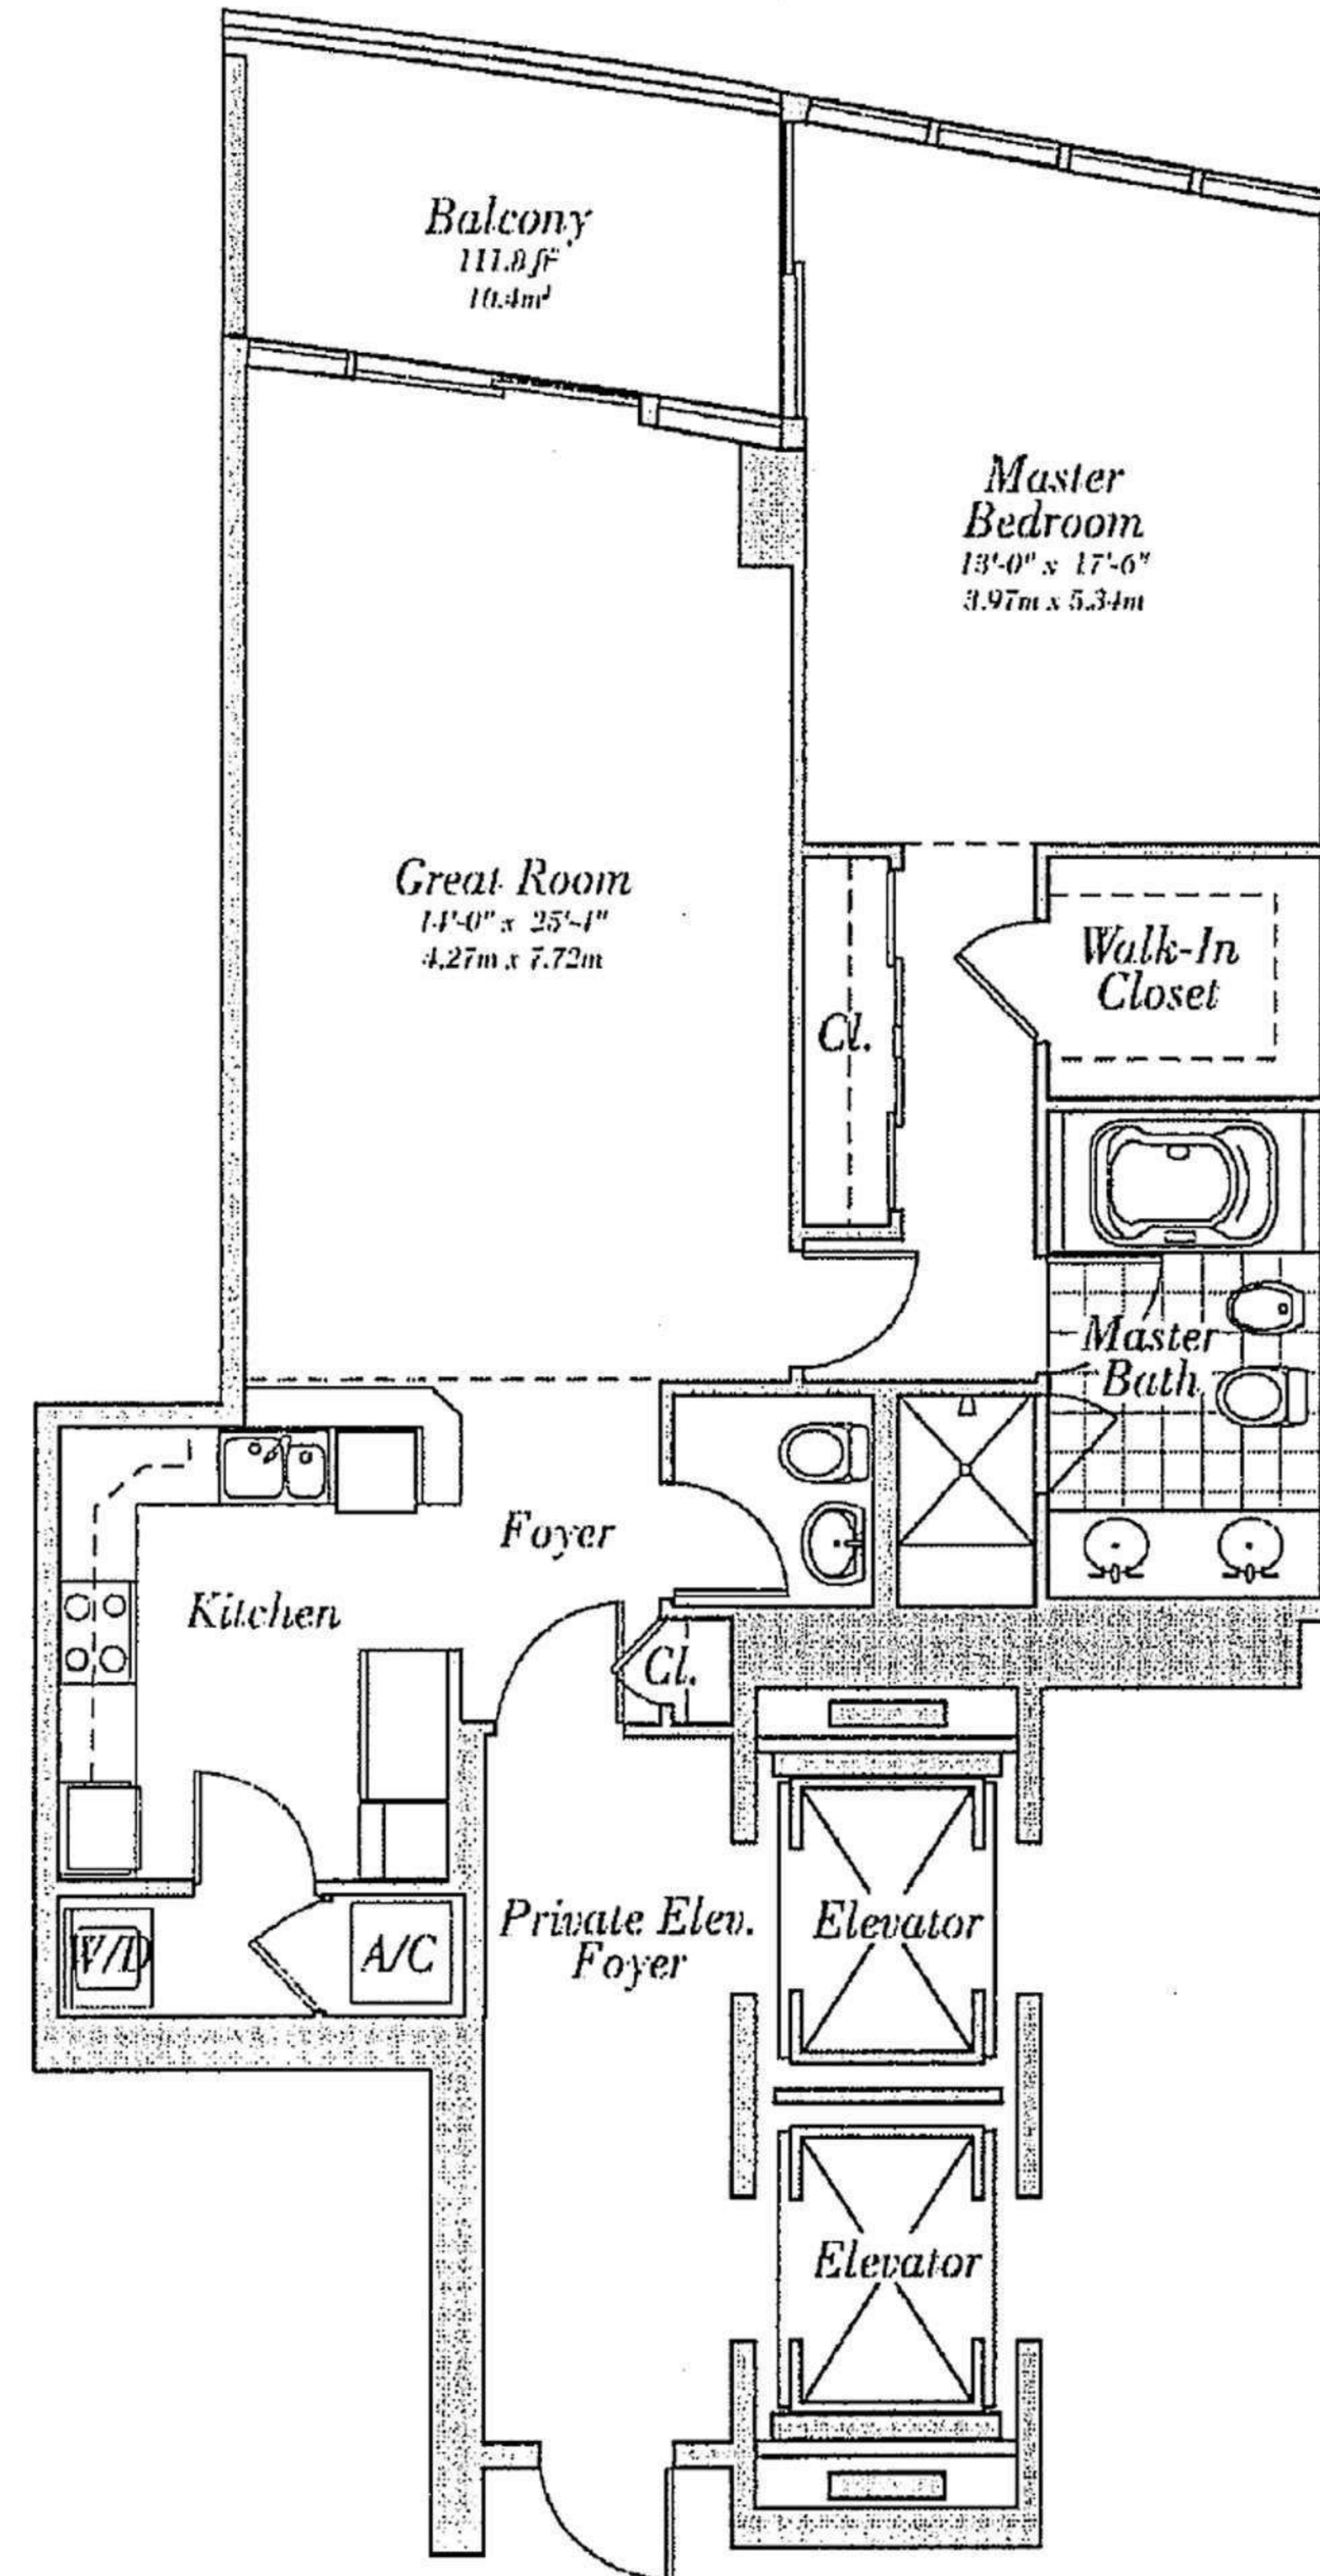 Balcony
111.8 ft²
10.4m²
Master
Bedroom
13'-0" x 17'-6"
3.97m x 5.34m
Great Room
14'-0" x 25'-4"
4.27m x 7.72m
Walk-In
Closet
Cl.
Master
Bath
Foyer
Kitchen
Cl.
Private Elev.
Foyer
Elevator
W/D
A/C
Elevator